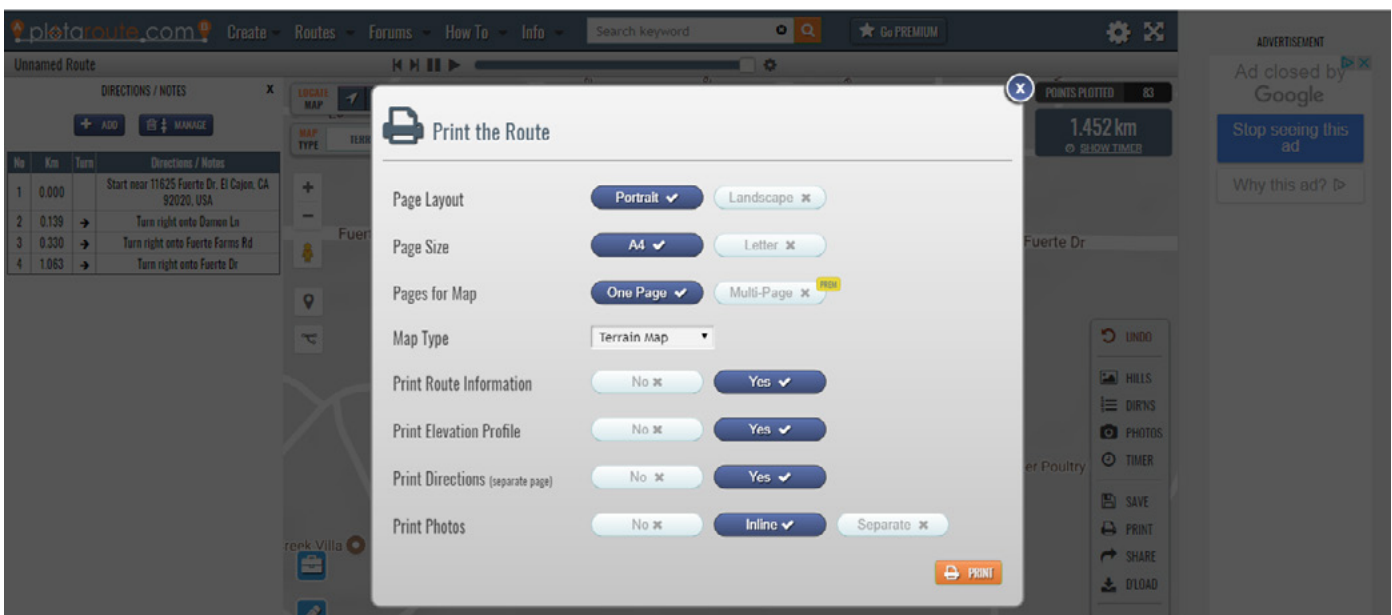 plotaroute.com Create Routes Forums How To Info Search keyword Go PREMIUM
ADVERTISEMENT
Unnamed Route
Ad closed by Google
Stop seeing this ad
Why this ad?
DIRECTIONS / NOTES X
+ ADD MANAGE
No Km Turn Directions / Notes
1 0.000 Start near 11625 Fuerte Dr, El Cajon, CA
92020, USA
2 0.139 → Turn right onto Damon Ln
3 0.330 → Turn right onto Fuerte Farms Rd
4 1.063 → Turn right onto Fuerte Dr
LOCATE
MAP
MAP
TYPE
POINTS PLOTTED 83
1.452 km
SHOW TIMER
X
Print the Route
Page Layout Portrait ✔ Landscape ✖
Page Size A4 ✔ Letter ✖
Pages for Map One Page ✔ Multi-Page ✖ PREM
Map Type Terrain Map
Print Route Information No ✖ Yes ✔
Print Elevation Profile No ✖ Yes ✔
Print Directions (separate page) No ✖ Yes ✔
Print Photos No ✖ Inline ✔ Separate ✖
PRINT
Fuerte Dr
er Poultry
reek Villa
UNDO
HILLS
DIR'NS
PHOTOS
TIMER
SAVE
PRINT
SHARE
D'LOAD